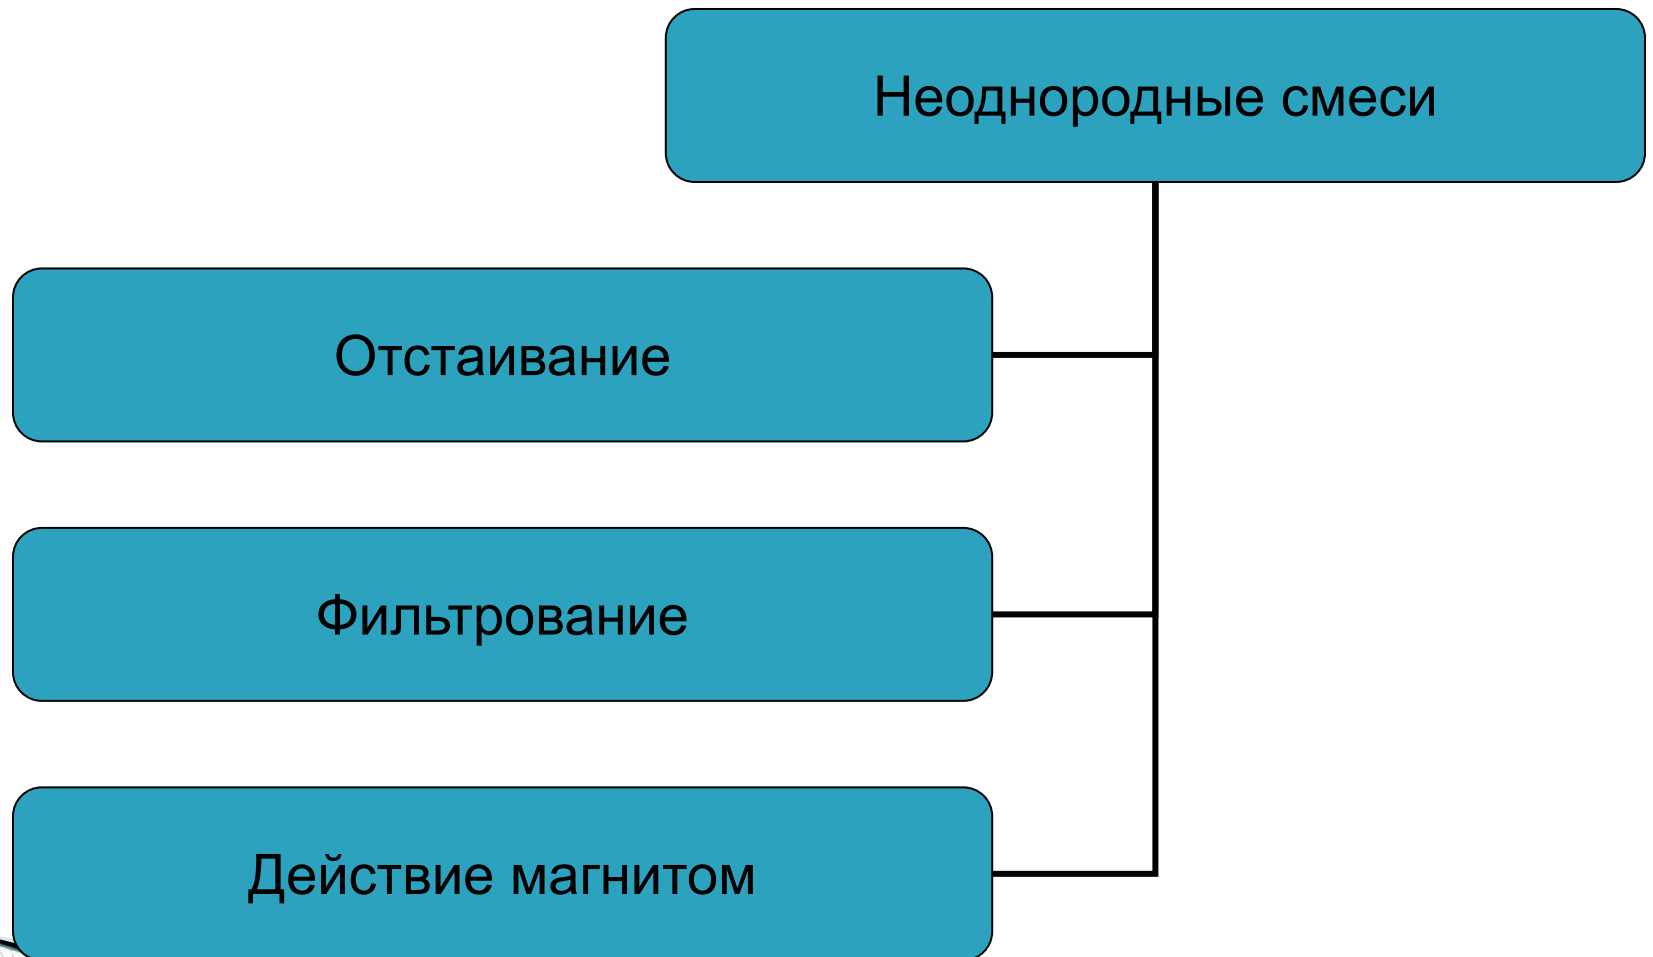 Неоднородные смеси
Отстаивание
Фильтрование
Действие магнитом